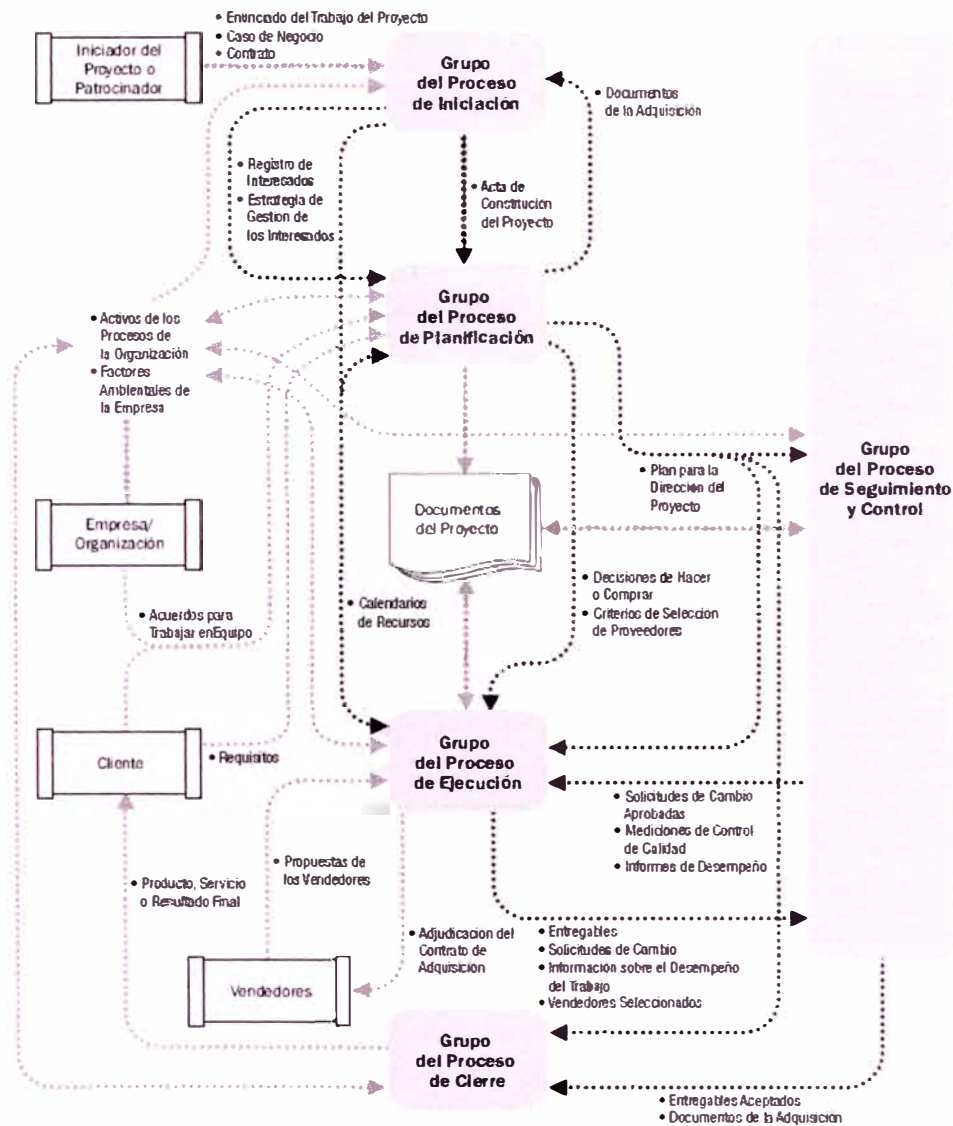 • Enunciado del Trabajo del Proyecto
• Caso de Negocio
• Contrato
Iniciador del
Proyecto o
Patrocinador
Grupo
del Proceso
de Iniciación
• Documentos
de la Adquisición
• Registro de
Interesados
• Estrategia de
Gestión de
los Interesados
• Acta de
Constitución
del Proyecto
Grupo
del Proceso
de Planificación
• Activos de los
Procesos de
la Organización
• Factores
Ambientales de
la Empresa
Grupo
del Proceso
de Seguimiento
y Control
• Plan para la
Dirección del
Proyecto
Empresa/
Organización
Documentos
del Proyecto
• Decisiones de Hacer
o Comprar
• Criterios de Selección
de Proveedores
• Calendarios
de Recursos
• Acuerdos para
Trabajar en Equipo
Cliente
• Requisitos
Grupo
del Proceso
de Ejecución
• Solicitudes de Cambio
Aprobadas
• Mediciones de Control
de Calidad
• Informes de Desempeño
• Propuestas de
los Vendedores
• Producto, Servicio
o Resultado Final
• Adjudicación del
Contrato de
Adquisición
• Entregables
• Solicitudes de Cambio
• Información sobre el Desempeño
del Trabajo
• Vendedores Seleccionados
Vendedores
Grupo
del Proceso
de Cierre
• Entregables Aceptados
• Documentos de la Adquisición